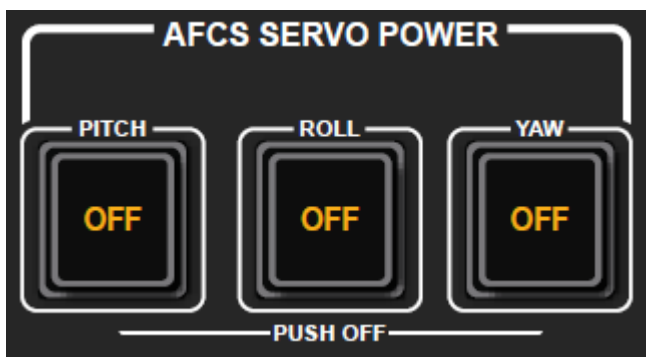 AFCS SERVO POWER
PITCH ROLL YAW
OFF OFF OFF
PUSH OFF